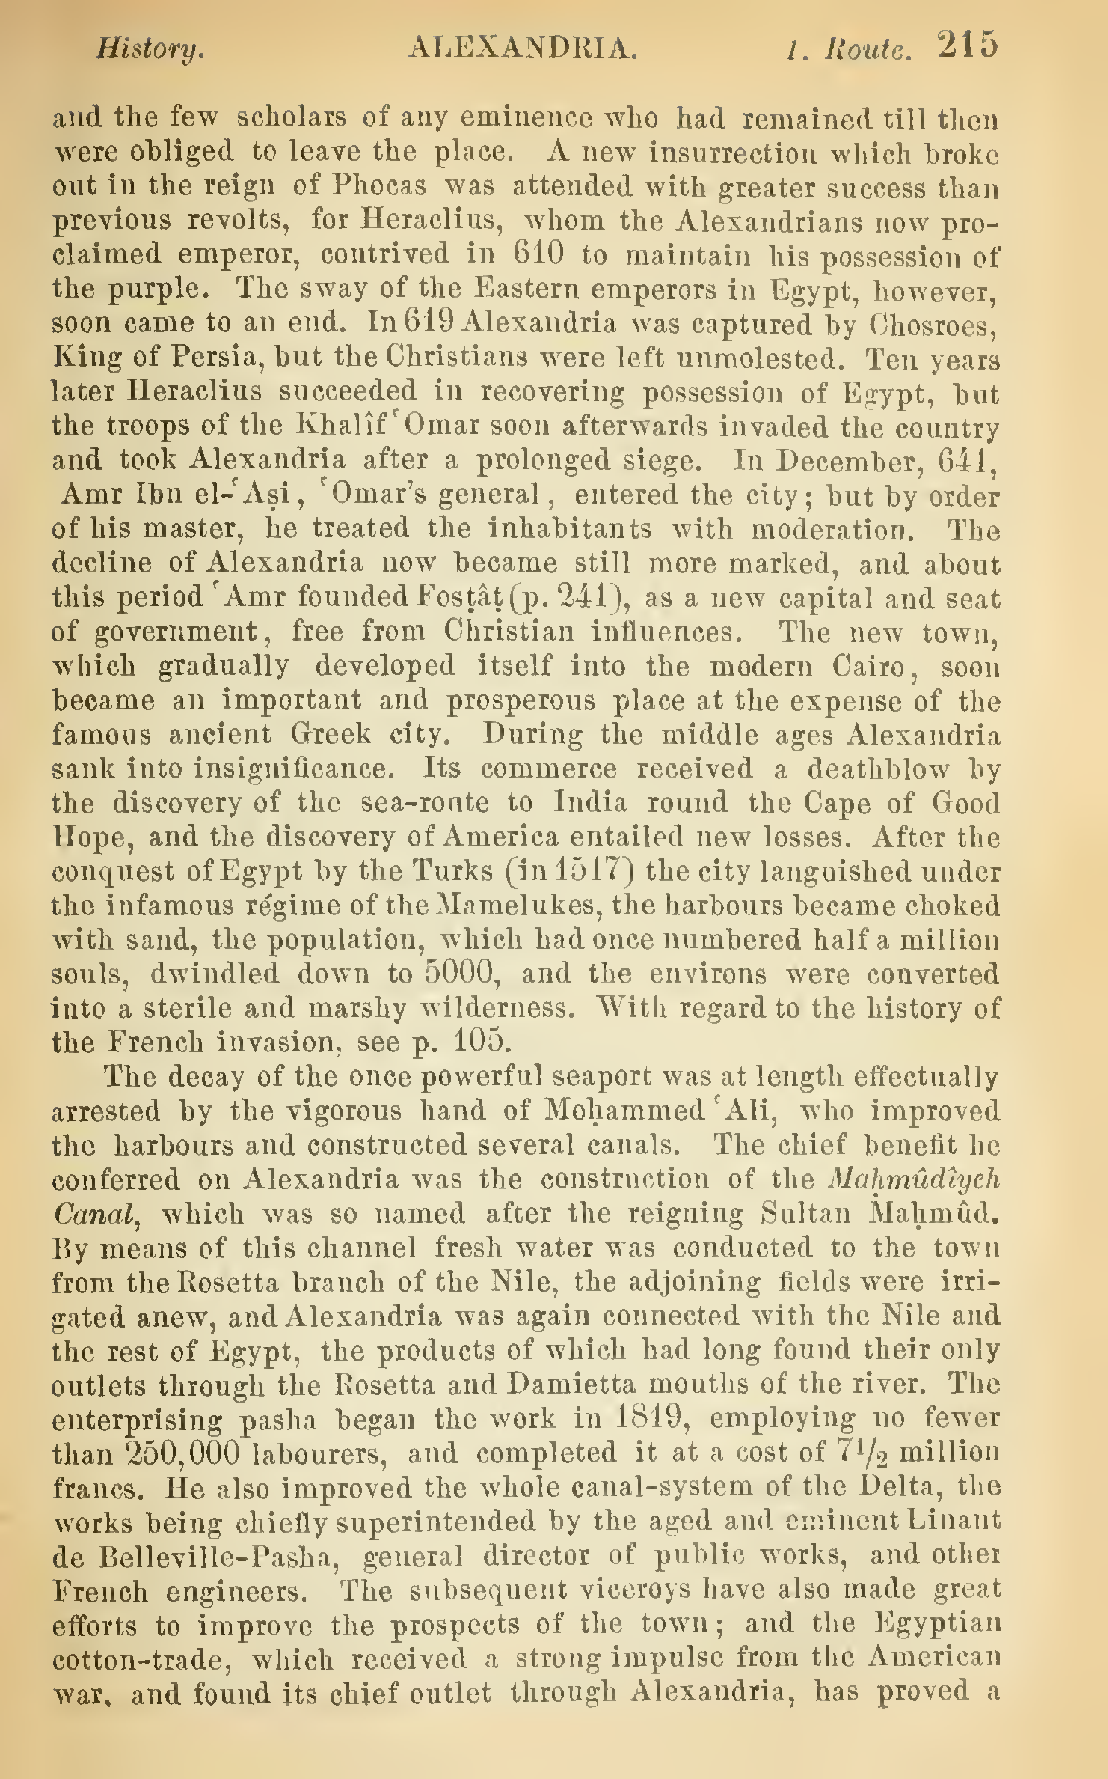 History. ALEXANDRIA. 1. Route. 215
and the few scholars of any eminence who had remained till then
were obliged to leave the place. A new insurrection which broke
out in the reign of Phocas was attended with greater success than
previous revolts, for Heraclius, whom the Alexandrians now pro-
claimed emperor, contrived in 610 to maintain his possession of
the purple. The sway of the Eastern emperors in Egypt, however,
soon came to an end. In 619 Alexandria was captured by Chosroes,
King of Persia, but the Christians were left unmolested. Ten years
later Heraclius succeeded in recovering possession of Egypt, but
the troops of the Khalîf ʿOmar soon afterwards invaded the country
and took Alexandria after a prolonged siege. In December, 641,
Amr Ibn el-ʿAṣi, ʿOmar's general, entered the city; but by order
of his master, he treated the inhabitants with moderation. The
decline of Alexandria now became still more marked, and about
this period ʿAmr founded Fosṭâṭ (p. 241), as a new capital and seat
of government, free from Christian influences. The new town,
which gradually developed itself into the modern Cairo, soon
became an important and prosperous place at the expense of the
famous ancient Greek city. During the middle ages Alexandria
sank into insignificance. Its commerce received a deathblow by
the discovery of the sea-route to India round the Cape of Good
Hope, and the discovery of America entailed new losses. After the
conquest of Egypt by the Turks (in 1517) the city languished under
the infamous régime of the Mamelukes, the harbours became choked
with sand, the population, which had once numbered half a million
souls, dwindled down to 5000, and the environs were converted
into a sterile and marshy wilderness. With regard to the history of
the French invasion, see p. 105.
The decay of the once powerful seaport was at length effectually
arrested by the vigorous hand of Moḥammed ʿAli, who improved
the harbours and constructed several canals. The chief benefit he
conferred on Alexandria was the construction of the Maḥmûdîyeh
Canal, which was so named after the reigning Sultan Maḥmûd.
By means of this channel fresh water was conducted to the town
from the Rosetta branch of the Nile, the adjoining fields were irri-
gated anew, and Alexandria was again connected with the Nile and
the rest of Egypt, the products of which had long found their only
outlets through the Rosetta and Damietta mouths of the river. The
enterprising pasha began the work in 1819, employing no fewer
than 250,000 labourers, and completed it at a cost of 7½ million
francs. He also improved the whole canal-system of the Delta, the
works being chiefly superintended by the aged and eminent Linant
de Belleville-Pasha, general director of public works, and other
French engineers. The subsequent viceroys have also made great
efforts to improve the prospects of the town; and the Egyptian
cotton-trade, which received a strong impulse from the American
war, and found its chief outlet through Alexandria, has proved a